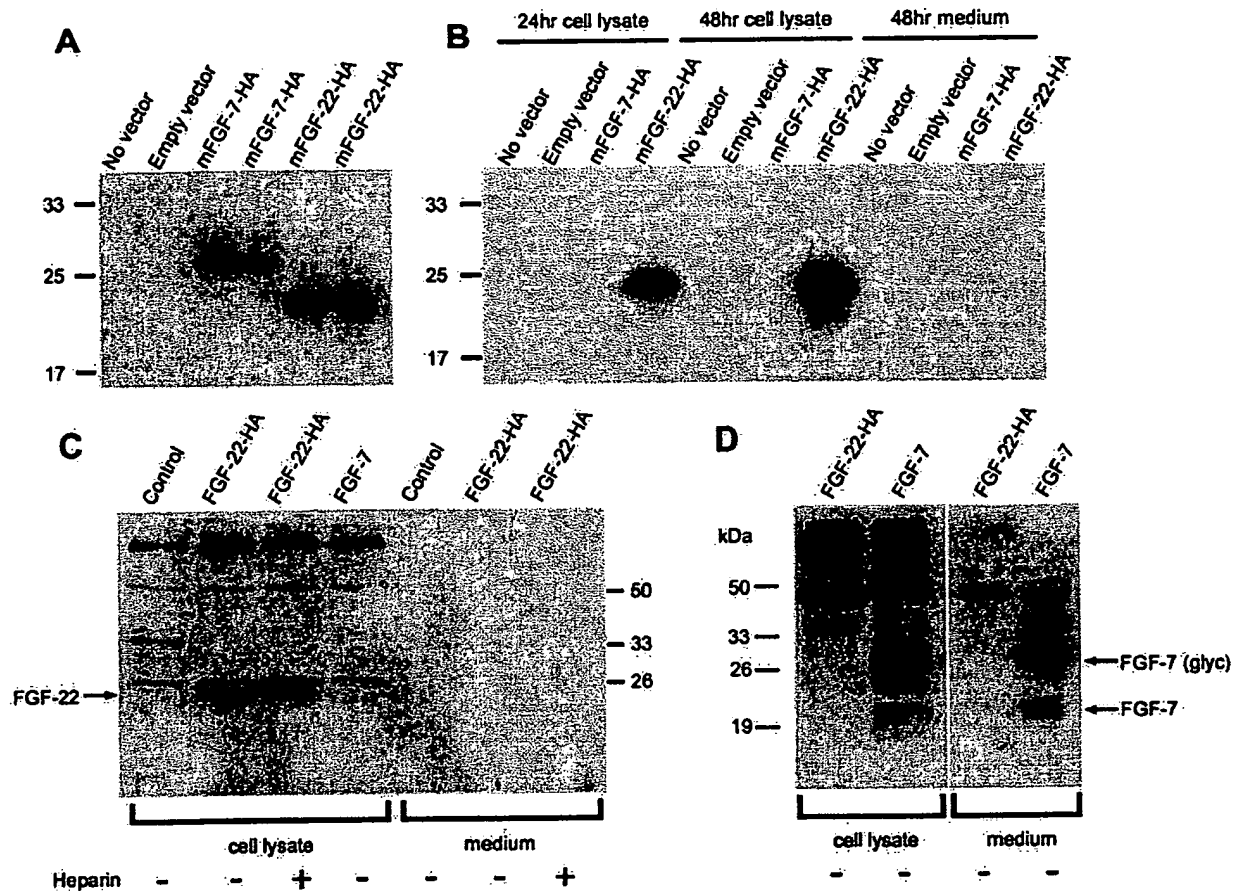 A
No vector
Empty vector
mFGF-7-HA
mFGF-7-HA
mFGF-22-HA
mFGF-22-HA
33
25
17
B
24hr cell lysate
48hr cell lysate
48hr medium
No vector
Empty vector
mFGF-7-HA
mFGF-22-HA
No vector
Empty vector
mFGF-7-HA
mFGF-22-HA
No vector
Empty vector
mFGF-7-HA
mFGF-22-HA
33
25
17
C
Control
FGF-22-HA
FGF-22-HA
FGF-7
Control
FGF-22-HA
FGF-22-HA
50
33
26
FGF-22
cell lysate
medium
Heparin - - + - - - +
D
FGF-22-HA
FGF-7
FGF-22-HA
FGF-7
kDa
50
33
26
19
FGF-7 (glyc)
FGF-7
cell lysate
medium
- - - -